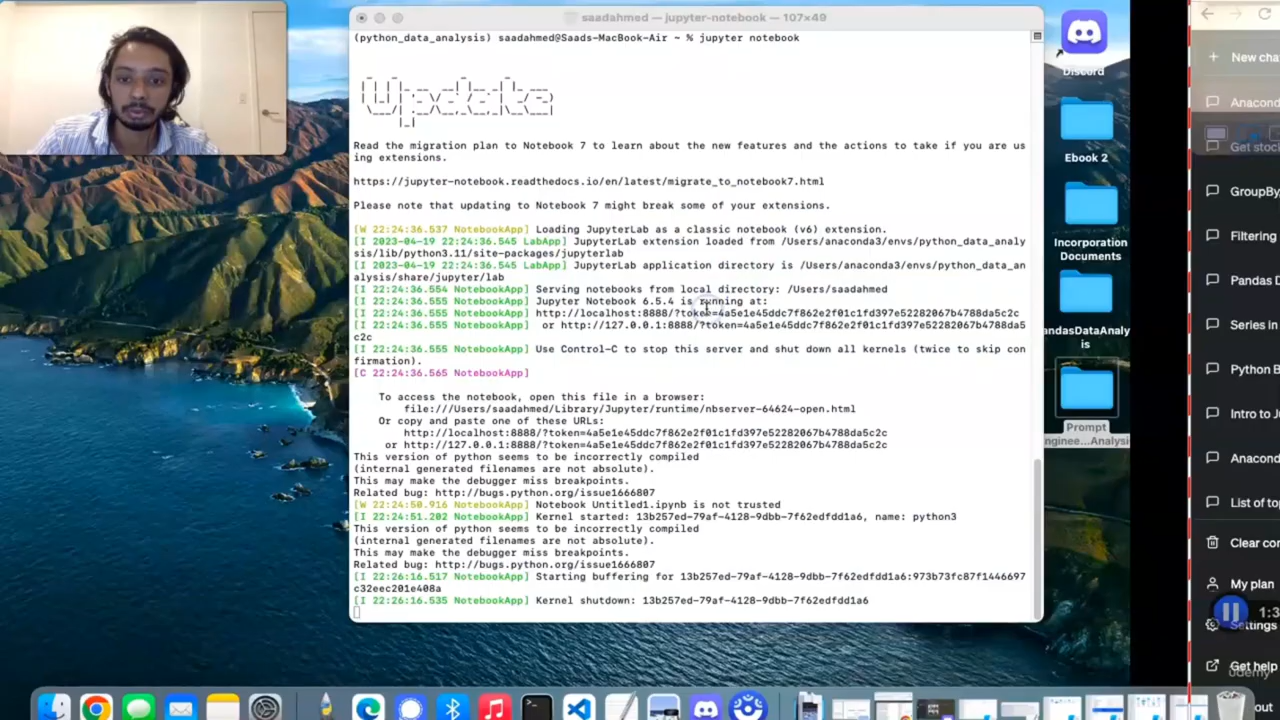 saadahmed — jupyter-notebook — 107×49
(python_data_analysis) saadahmed@Saads-MacBook-Air ~ % jupyter notebook
Update
Read the migration plan to Notebook 7 to learn about the new features and the actions to take if you are us
ing extensions.
https://jupyter-notebook.readthedocs.io/en/latest/migrate_to_notebook7.html
Please note that updating to Notebook 7 might break some of your extensions.
[W 22:24:36.537 NotebookApp] Loading JupyterLab as a classic notebook (v6) extension.
[I 2023-04-19 22:24:36.545 LabApp] JupyterLab extension loaded from /Users/anaconda3/envs/python_data_analy
sis/lib/python3.11/site-packages/jupyterlab
[I 2023-04-19 22:24:36.545 LabApp] JupyterLab application directory is /Users/anaconda3/envs/python_data_an
alysis/share/jupyter/lab
[I 22:24:36.554 NotebookApp] Serving notebooks from local directory: /Users/saadahmed
[I 22:24:36.555 NotebookApp] Jupyter Notebook 6.5.4 is running at:
[I 22:24:36.555 NotebookApp] http://localhost:8888/?token=4a5e1e45ddc7f862e2f01c1fd397e52282067b4788da5c2c
[I 22:24:36.555 NotebookApp]  or http://127.0.0.1:8888/?token=4a5e1e45ddc7f862e2f01c1fd397e52282067b4788da5
c2c
[I 22:24:36.555 NotebookApp] Use Control-C to stop this server and shut down all kernels (twice to skip con
firmation).
[C 22:24:36.565 NotebookApp]
To access the notebook, open this file in a browser:
file:///Users/saadahmed/Library/Jupyter/runtime/nbserver-64624-open.html
Or copy and paste one of these URLs:
http://localhost:8888/?token=4a5e1e45ddc7f862e2f01c1fd397e52282067b4788da5c2c
or http://127.0.0.1:8888/?token=4a5e1e45ddc7f862e2f01c1fd397e52282067b4788da5c2c
This version of python seems to be incorrectly compiled
(internal generated filenames are not absolute).
This may make the debugger miss breakpoints.
Related bug: http://bugs.python.org/issue1666807
[W 22:24:50.916 NotebookApp] Notebook Untitled1.ipynb is not trusted
[I 22:24:51.202 NotebookApp] Kernel started: 13b257ed-79af-4128-9dbb-7f62edfdd1a6, name: python3
This version of python seems to be incorrectly compiled
(internal generated filenames are not absolute).
This may make the debugger miss breakpoints.
Related bug: http://bugs.python.org/issue1666807
[I 22:26:16.517 NotebookApp] Starting buffering for 13b257ed-79af-4128-9dbb-7f62edfdd1a6:973b73fc87f1446697
c32eec201e408a
[I 22:26:16.535 NotebookApp] Kernel shutdown: 13b257ed-79af-4128-9dbb-7f62edfdd1a6
Discord
Ebook 2
Incorporation
Documents
andasDataAnaly
is
Prompt
nginee...Analysi
New cha
Anacond
Get stoc
GroupBy
Filtering
Pandas D
Series in
Python B
Intro to J
Anacond
List of top
Clear con
My plan
1:3
Settings
Get help
udemy
out